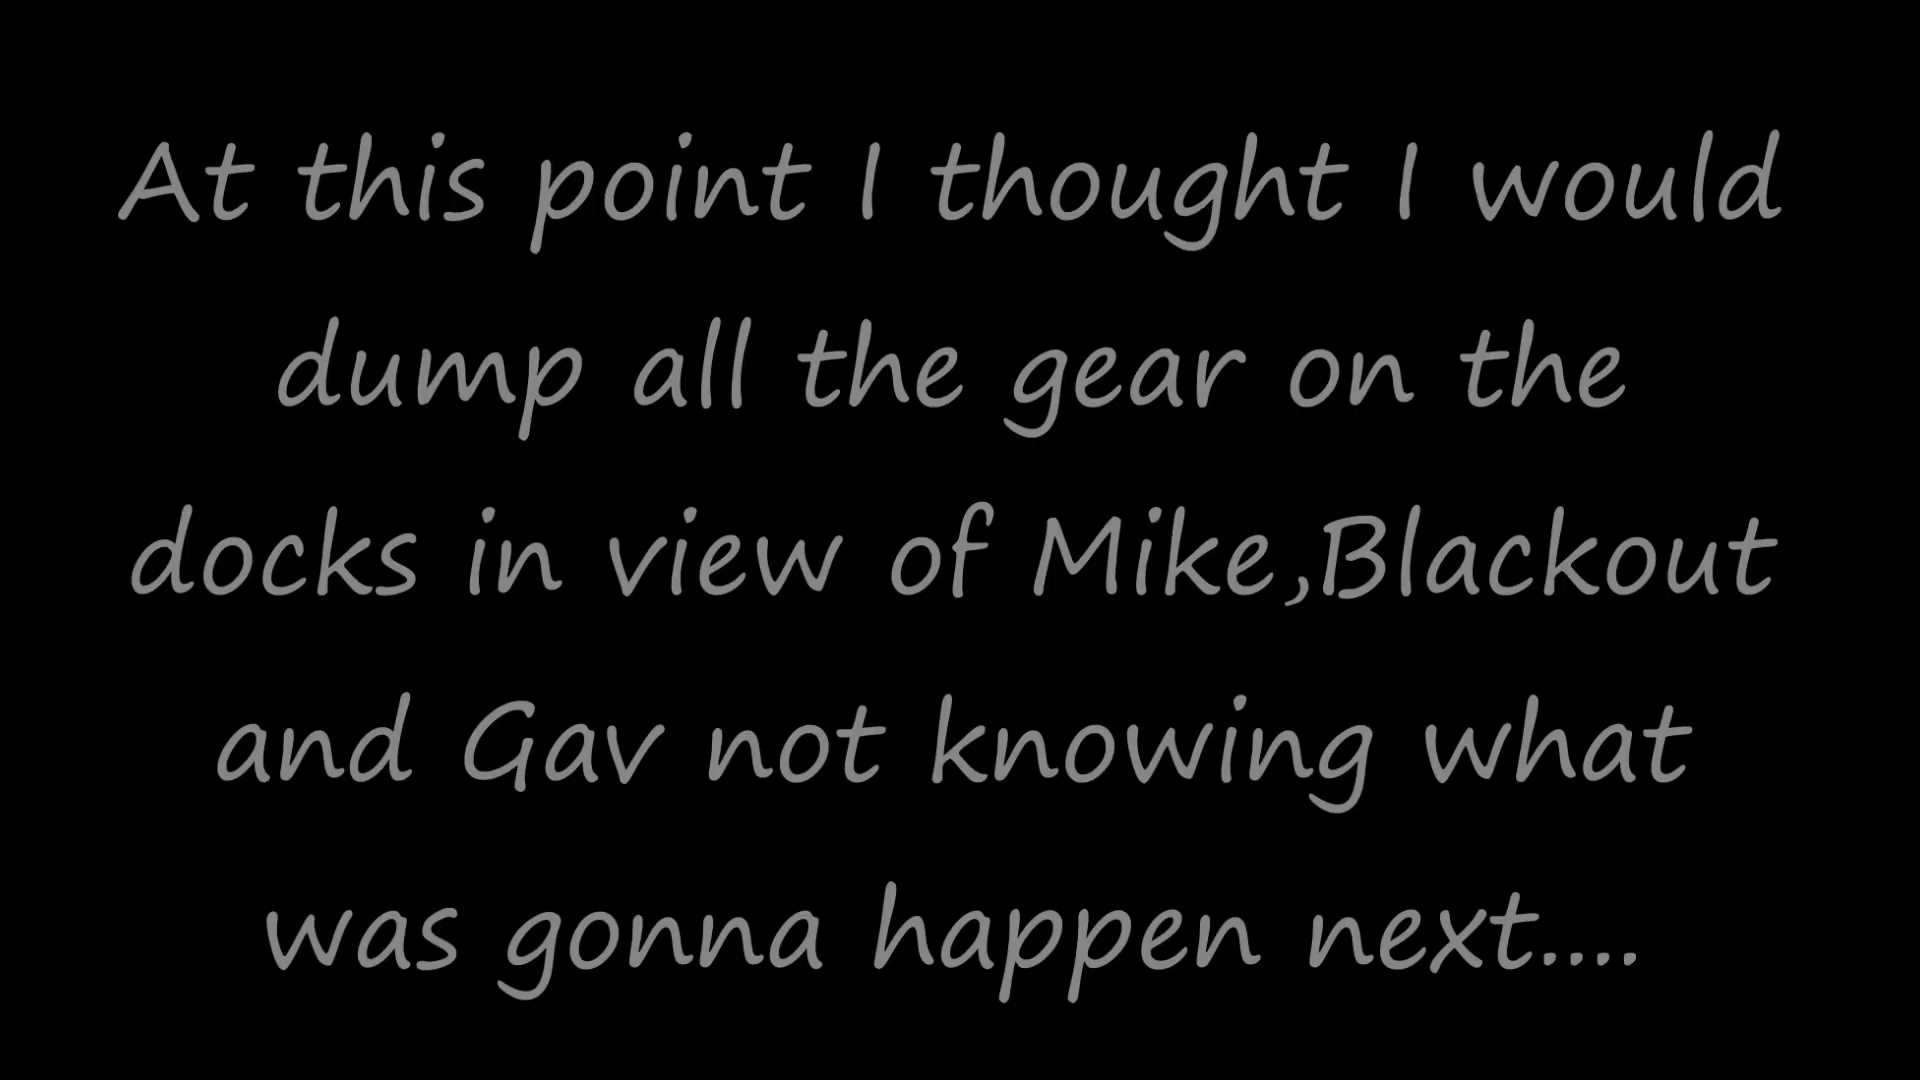 At this point I thought I would
dump all the gear on the
docks in view of Mike,Blackout
and Gav not knowing what
was gonna happen next....